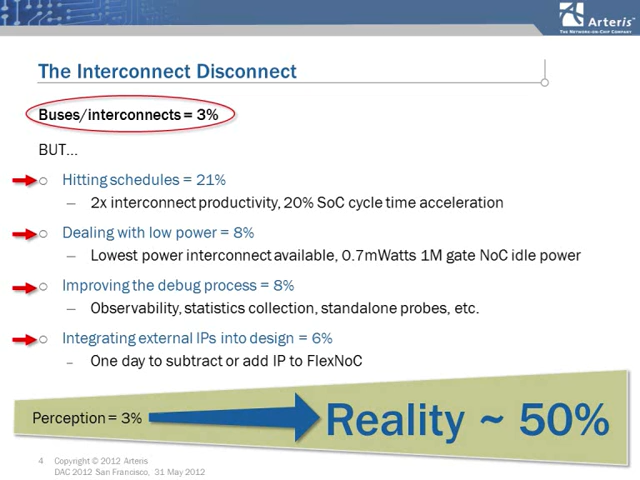 Arteris
THE NETWORK-ON-CHIP COMPANY
The Interconnect Disconnect
Buses/interconnects = 3%
BUT...
Hitting schedules = 21%
– 2x interconnect productivity, 20% SoC cycle time acceleration
Dealing with low power = 8%
– Lowest power interconnect available, 0.7mWatts 1M gate NoC idle power
Improving the debug process = 8%
– Observability, statistics collection, standalone probes, etc.
Integrating external IPs into design = 6%
– One day to subtract or add IP to FlexNoC
Perception = 3%
Reality ~ 50%
4 Copyright © 2012 Arteris
DAC 2012 San Francisco, 31 May 2012